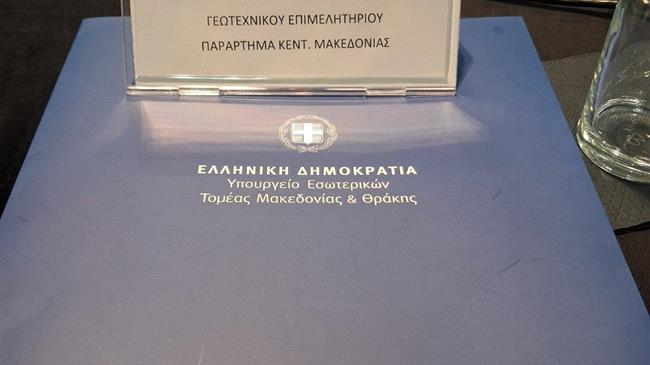 ΓΕΩΤΕΧΝΙΚΟΥ ΕΠΙΜΕΛΗΤΗΡΙΟΥ
ΠΑΡΑΡΤΗΜΑ ΚΕΝΤ. ΜΑΚΕΔΟΝΙΑΣ
ΕΛΛΗΝΙΚΗ ΔΗΜΟΚΡΑΤΙΑ
Υπουργείο Εσωτερικών
Τομέας Μακεδονίας & Θράκης